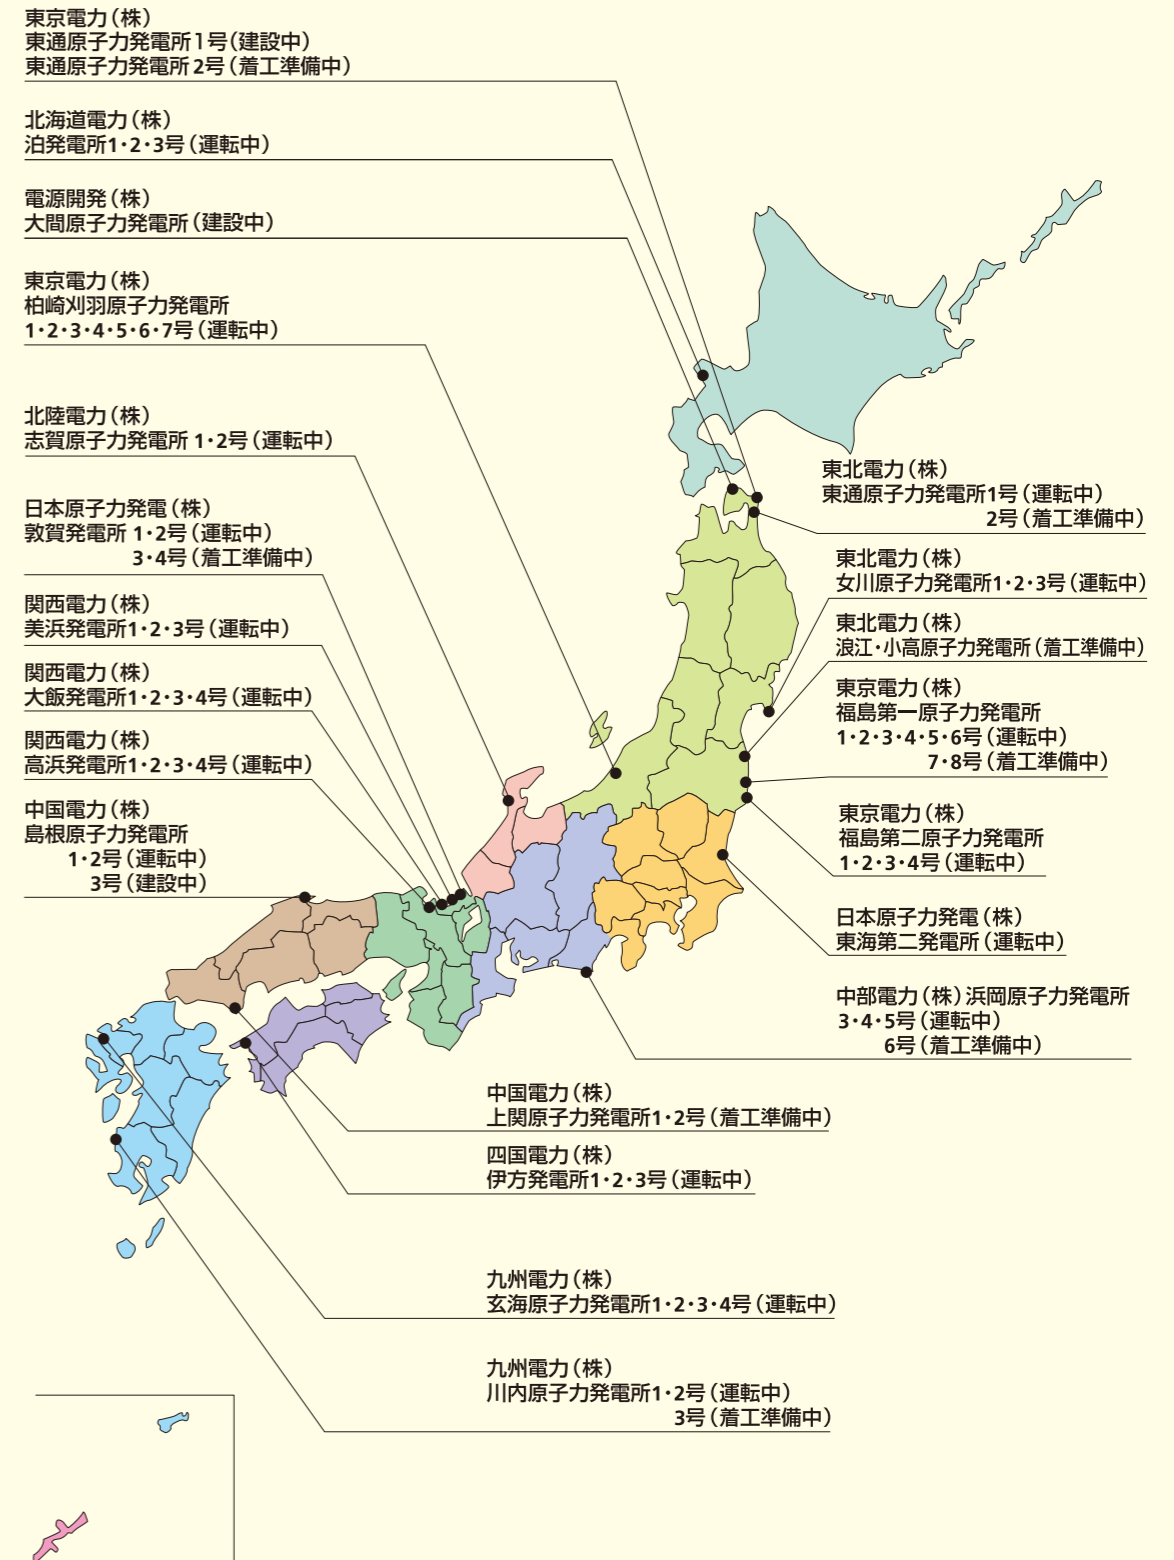 東京電力（株）
東通原子力発電所1号（建設中）
東通原子力発電所2号（着工準備中）
北海道電力（株）
泊発電所1・2・3号（運転中）
電源開発（株）
大間原子力発電所（建設中）
東京電力（株）
柏崎刈羽原子力発電所
1・2・3・4・5・6・7号（運転中）
北陸電力（株）
志賀原子力発電所 1・2号（運転中）
日本原子力発電（株）
敦賀発電所 1・2号（運転中）
3・4号（着工準備中）
関西電力（株）
美浜発電所1・2・3号（運転中）
関西電力（株）
大飯発電所1・2・3・4号（運転中）
関西電力（株）
高浜発電所1・2・3・4号（運転中）
中国電力（株）
島根原子力発電所
1・2号（運転中）
3号（建設中）
東北電力（株）
東通原子力発電所1号（運転中）
2号（着工準備中）
東北電力（株）
女川原子力発電所1・2・3号（運転中）
東北電力（株）
浪江・小高原子力発電所（着工準備中）
東京電力（株）
福島第一原子力発電所
1・2・3・4・5・6号（運転中）
7・8号（着工準備中）
東京電力（株）
福島第二原子力発電所
1・2・3・4号（運転中）
日本原子力発電（株）
東海第二発電所（運転中）
中部電力（株）浜岡原子力発電所
3・4・5号（運転中）
6号（着工準備中）
中国電力（株）
上関原子力発電所1・2号（着工準備中）
四国電力（株）
伊方発電所1・2・3号（運転中）
九州電力（株）
玄海原子力発電所1・2・3・4号（運転中）
九州電力（株）
川内原子力発電所1・2号（運転中）
3号（着工準備中）